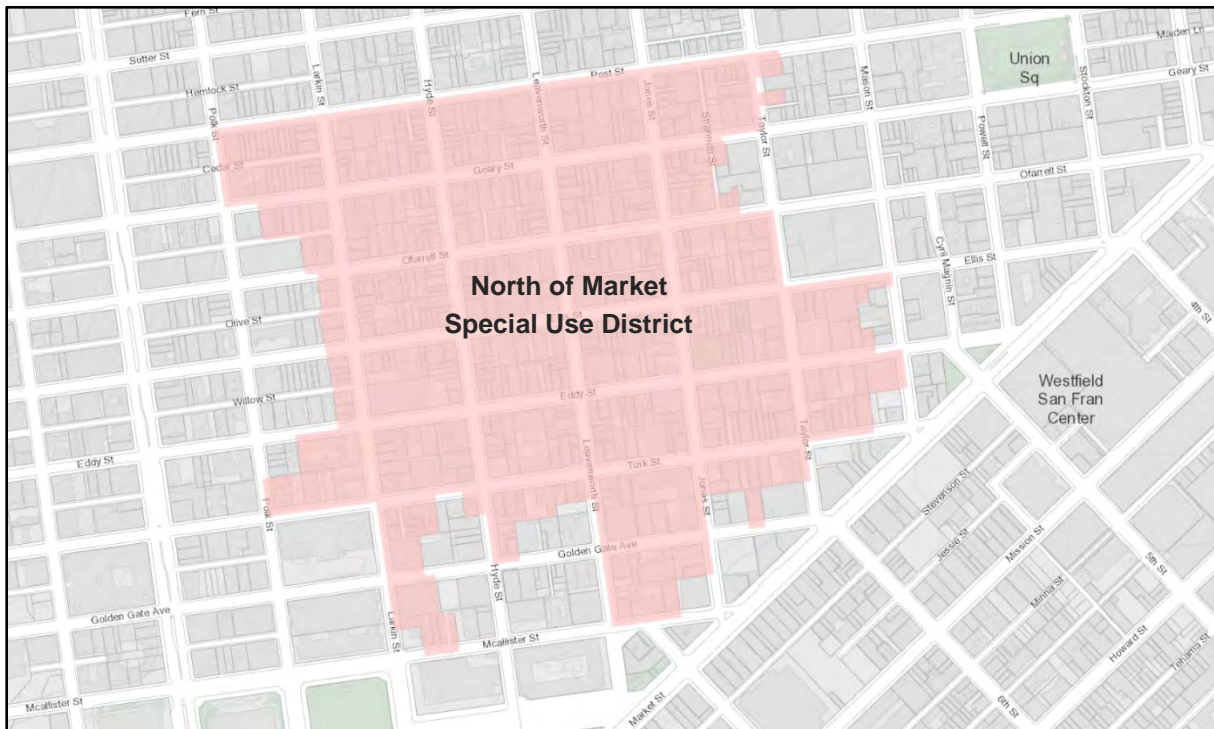 Fern St
Sutter St
Hemlock St
Larkin St
Hyde St
Leavenworth St
Post St
Jones St
Shannon St
Taylor St
Mason St
Union
Sq
Maiden Ln
Geary St
Stockton St
Powell St
Polk St
Cedar St
Geary St
Ofarrell St
Ofarrell St
Cyril Magnin St
Ellis St
4th St
North of Market
Special Use District
Olive St
Willow St
Eddy St
Eddy St
Westfield
San Fran
Center
Turk St
Leavenworth St
Taylor St
Jones St
Polk St
Golden Gate Ave
Hyde St
Golden Gate Ave
Larkin St
Mcallister St
Mcallister St
Market St
Stevenson St
Jessie St
Mission St
Minna St
5th St
Howard St
Tehama St
6th St